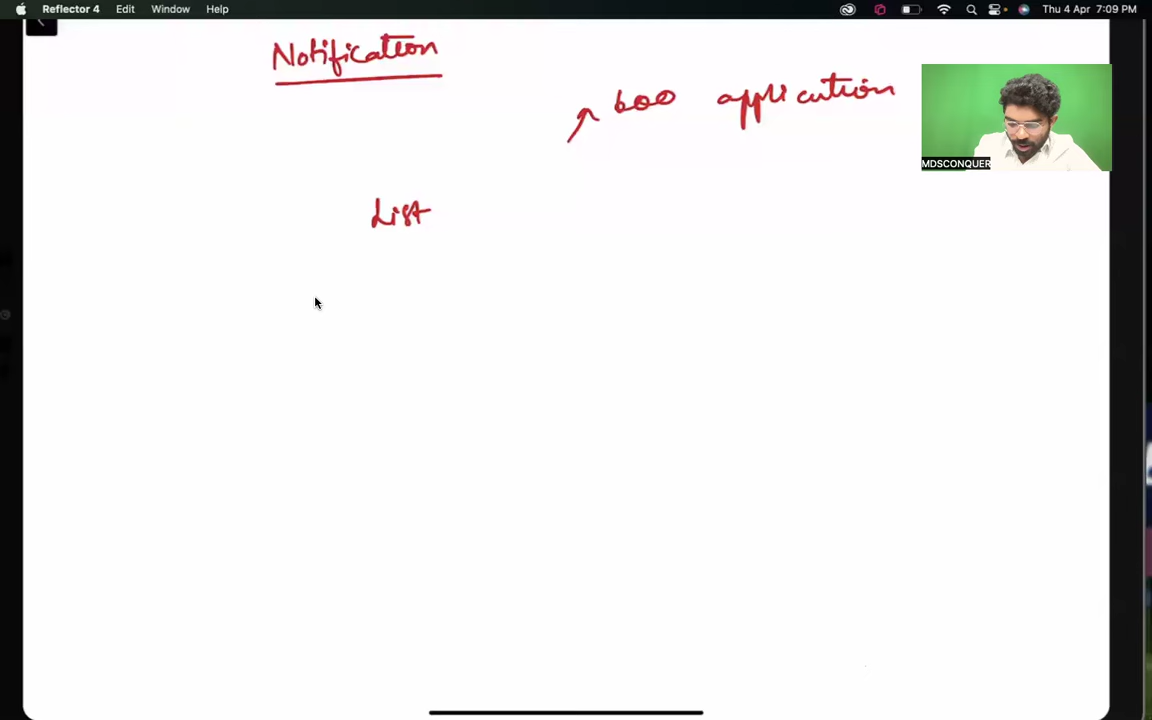 Reflector 4 Edit Window Help Thu 4 Apr 7:09 PM
Notification
600 application
MDSCONQUER
List